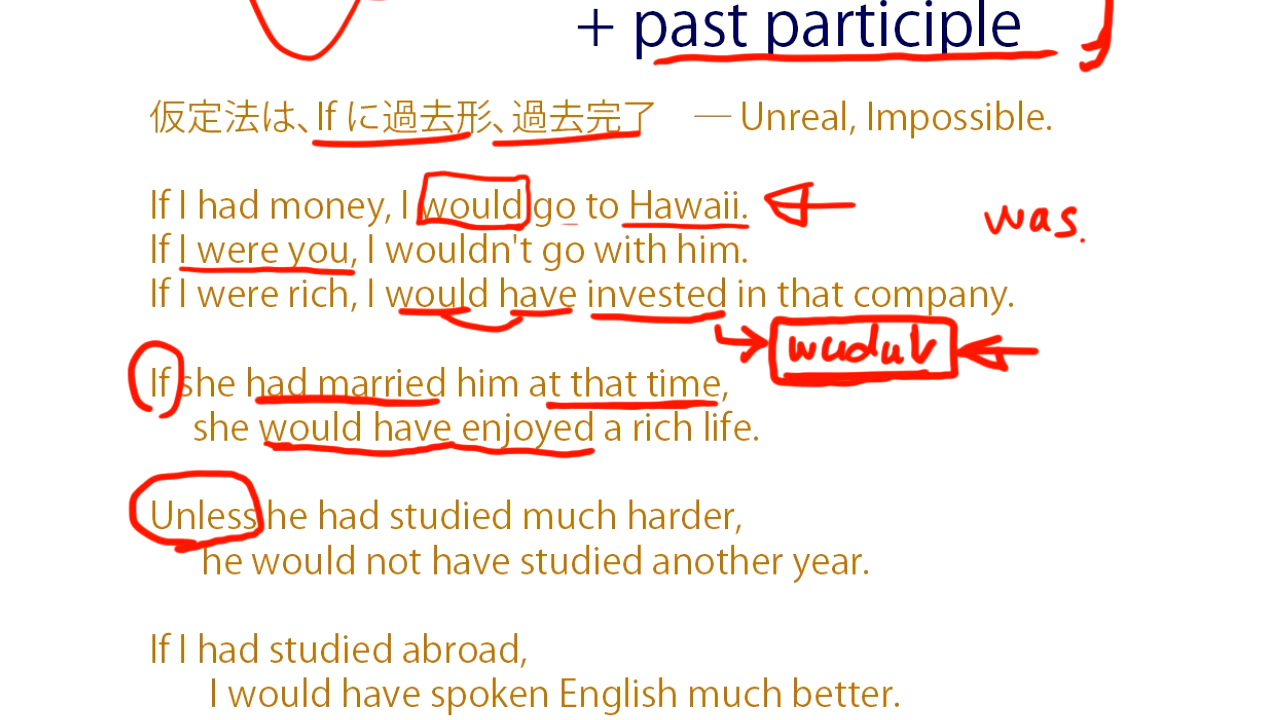 + past participle
仮定法は、If に過去形、過去完了 — Unreal, Impossible.
If I had money, I would go to Hawaii.
was.
If I were you, I wouldn't go with him.
If I were rich, I would have invested in that company.
wuduv
If she had married him at that time,
she would have enjoyed a rich life.
Unless he had studied much harder,
he would not have studied another year.
If I had studied abroad,
I would have spoken English much better.